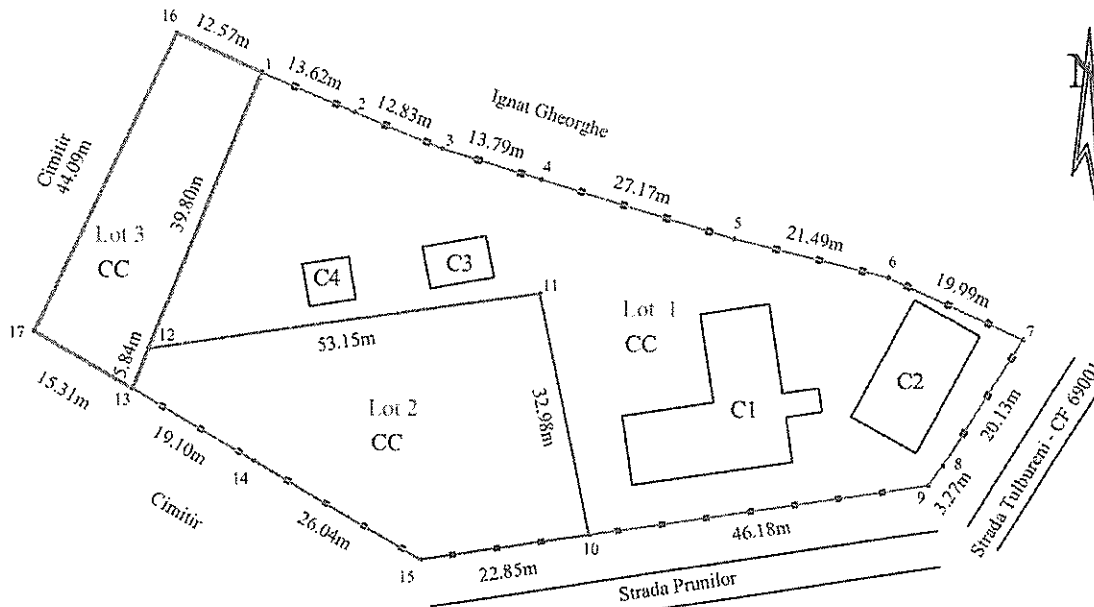 16
12.57m
1
13.62m
2
12.83m
3
Ignat Gheorghe
13.79m
4
27.17m
5
21.49m
6
19.99m
7
N
Cimitir
44.09m
39.80m
Lot 3
CC
C4
C3
11
Lot 1
CC
C2
C1
17
12
53.15m
5.84m
15.31m
13
Lot 2
CC
32.98m
20.13m
19.10m
14
Cimitir
26.04m
8
9
3.27m
Strada Tulbureni - CF 69001
15
22.85m
10
46.18m
Strada Prunilor